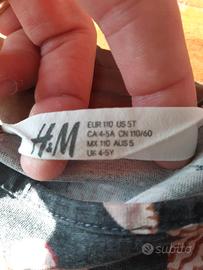 H&M
EUR 110 US 5T
CA 4-5A CN 110/60
MX 110 AUS 5
UK 4-5Y
subito